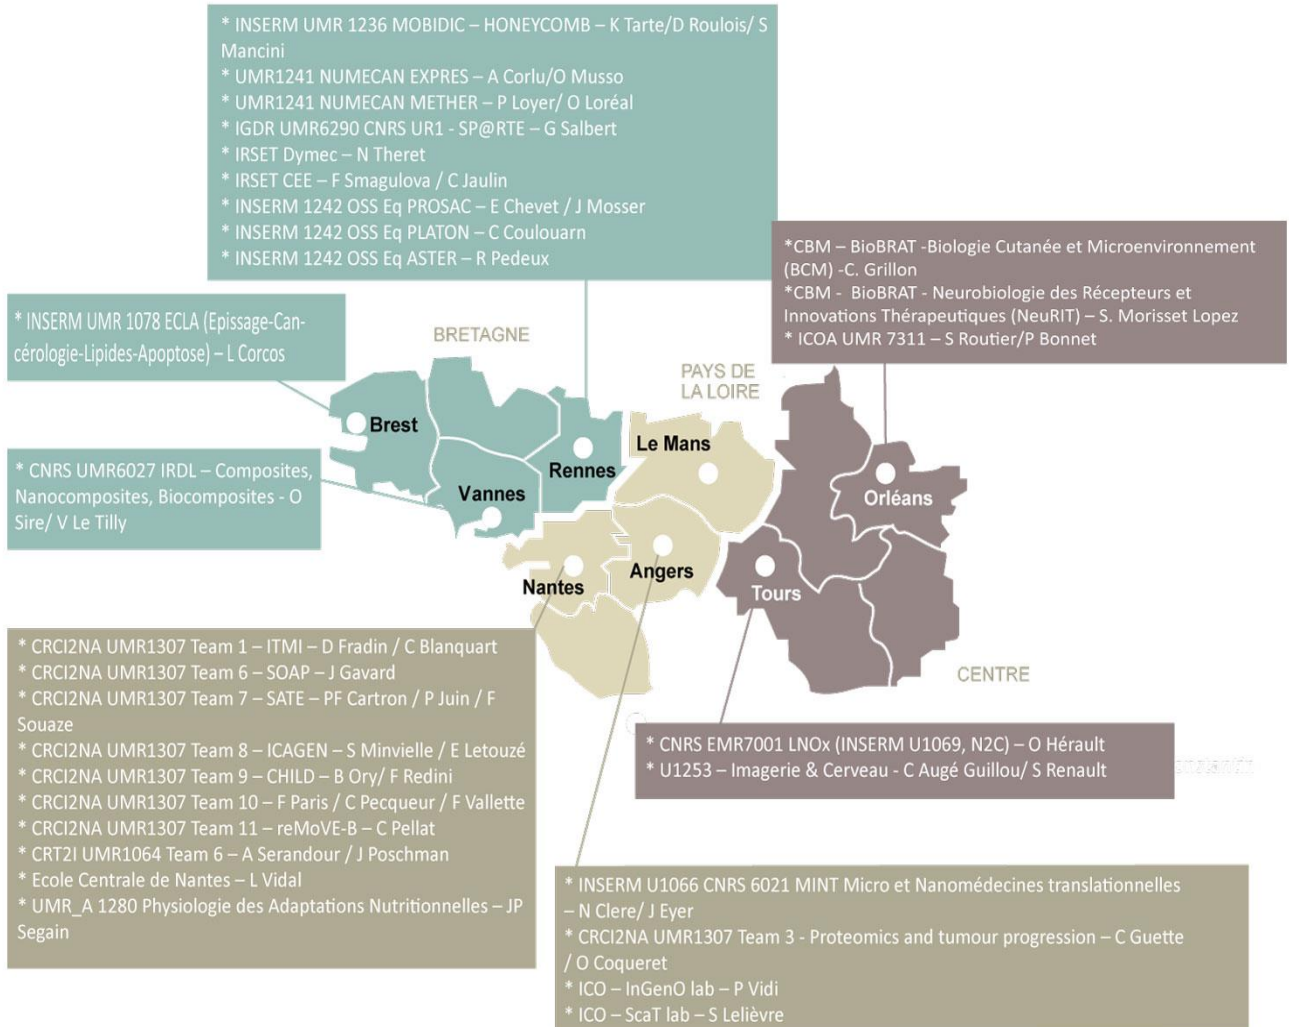 * INSERM UMR 1236 MOBIDIC – HONEYCOMB – K Tarte/D Roulois/ S
Mancini
* UMR1241 NUMECAN EXPRES – A Corlu/O Musso
* UMR1241 NUMECAN METHER – P Loyer/ O Loréal
* IGDR UMR6290 CNRS UR1 - SP@RTE – G Salbert
* IRSET Dymec – N Theret
* IRSET CEE – F Smagulova / C Jaulin
* INSERM 1242 OSS Eq PROSAC – E Chevet / J Mosser
* INSERM 1242 OSS Eq PLATON – C Coulouarn
* INSERM 1242 OSS Eq ASTER – R Pedeux
*CBM – BioBRAT -Biologie Cutanée et Microenvironnement
(BCM) -C. Grillon
*CBM - BioBRAT - Neurobiologie des Récepteurs et
Innovations Thérapeutiques (NeuRIT) – S. Morisset Lopez
* ICOA UMR 7311 – S Routier/P Bonnet
* INSERM UMR 1078 ECLA (Epissage-Can-
cérologie-Lipides-Apoptose) – L Corcos
BRETAGNE
PAYS DE
LA LOIRE
Brest
Rennes
Le Mans
Vannes
Orléans
Nantes
Angers
Tours
CENTRE
* CNRS UMR6027 IRDL – Composites,
Nanocomposites, Biocomposites - O
Sire/ V Le Tilly
* CRCI2NA UMR1307 Team 1 – ITMI – D Fradin / C Blanquart
* CRCI2NA UMR1307 Team 6 – SOAP – J Gavard
* CRCI2NA UMR1307 Team 7 – SATE – PF Cartron / P Juin / F
Souaze
* CRCI2NA UMR1307 Team 8 – ICAGEN – S Minvielle / E Letouzé
* CRCI2NA UMR1307 Team 9 – CHILD – B Ory/ F Redini
* CRCI2NA UMR1307 Team 10 – F Paris / C Pecqueur / F Vallette
* CRCI2NA UMR1307 Team 11 – reMoVE-B – C Pellat
* CRT2I UMR1064 Team 6 – A Serandour / J Poschman
* Ecole Centrale de Nantes – L Vidal
* UMR_A 1280 Physiologie des Adaptations Nutritionnelles – JP
Segain
* CNRS EMR7001 LNOx (INSERM U1069, N2C) – O Hérault
* U1253 – Imagerie & Cerveau - C Augé Guillou/ S Renault
* INSERM U1066 CNRS 6021 MINT Micro et Nanomédecines translationnelles
– N Clere/ J Eyer
* CRCI2NA UMR1307 Team 3 - Proteomics and tumour progression – C Guette
/ O Coqueret
* ICO – InGenO lab – P Vidi
* ICO – ScaT lab – S Lelièvre